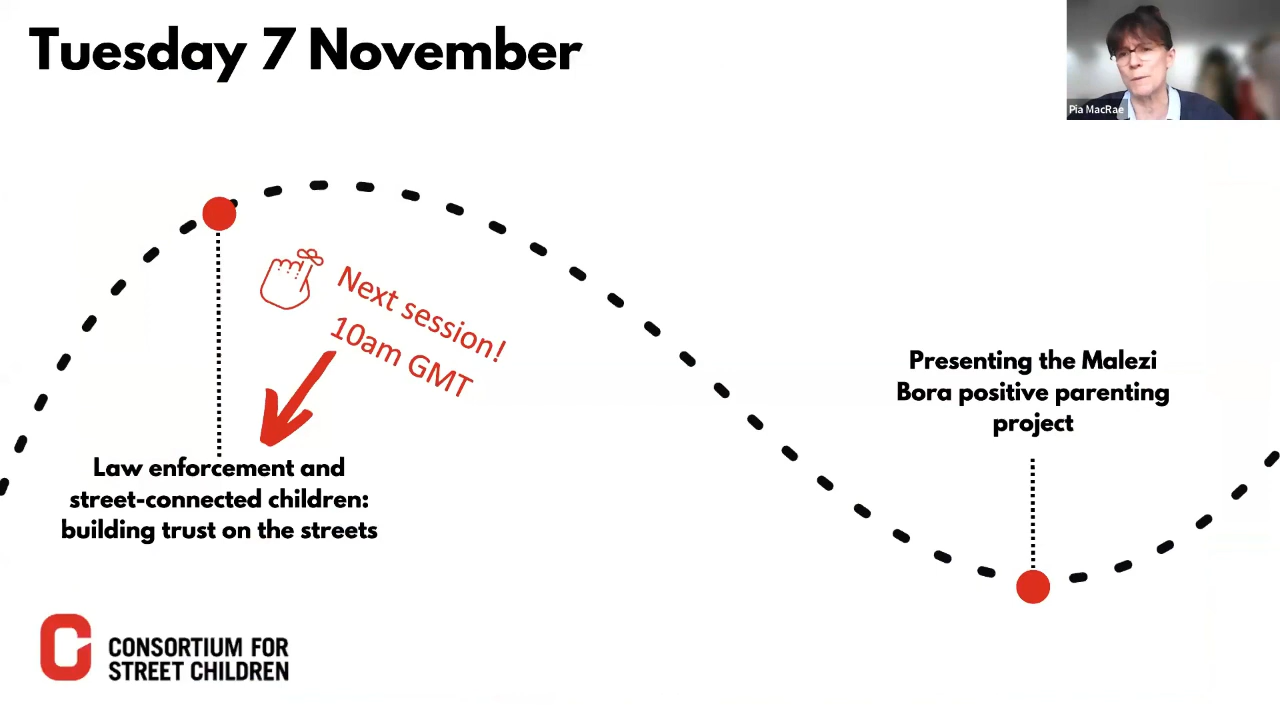 Tuesday 7 November
Pia MacRae
Next session!
10am GMT
Presenting the Malezi
Bora positive parenting
project
Law enforcement and
street-connected children:
building trust on the streets
CONSORTIUM FOR
STREET CHILDREN